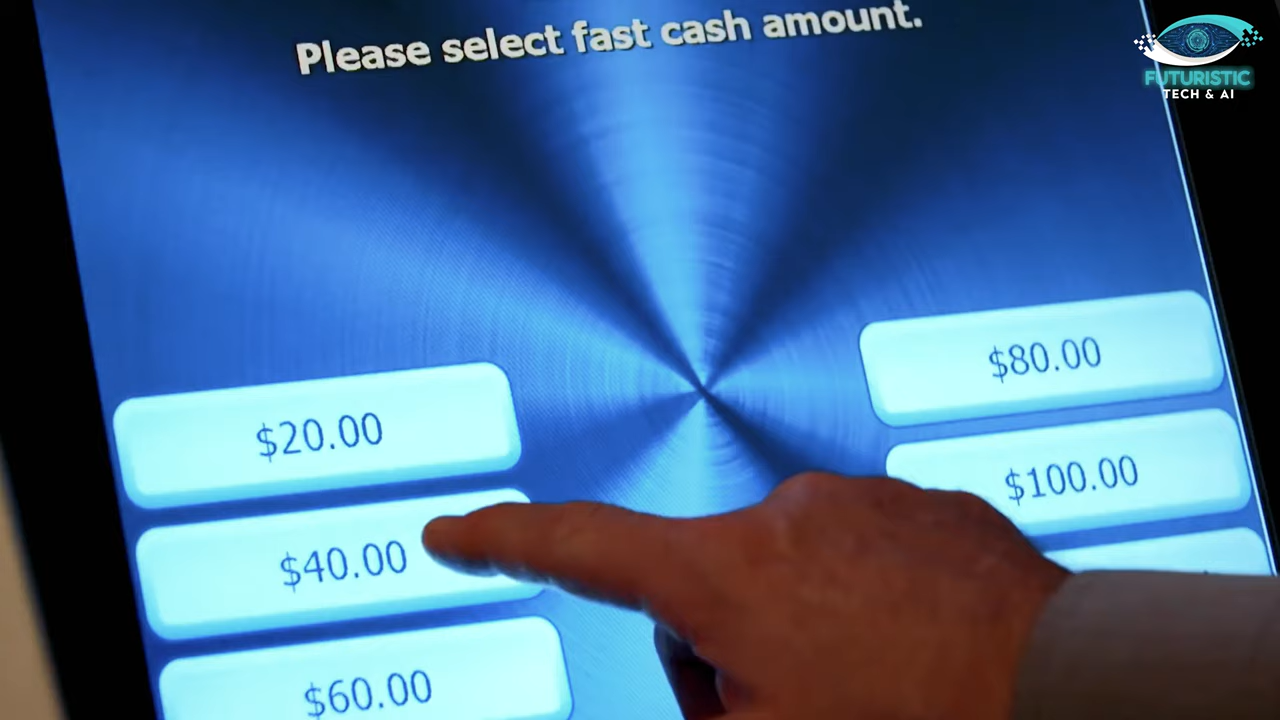 Please select fast cash amount.
FUTURISTIC
TECH & AI
$20.00
$40.00
$60.00
$80.00
$100.00